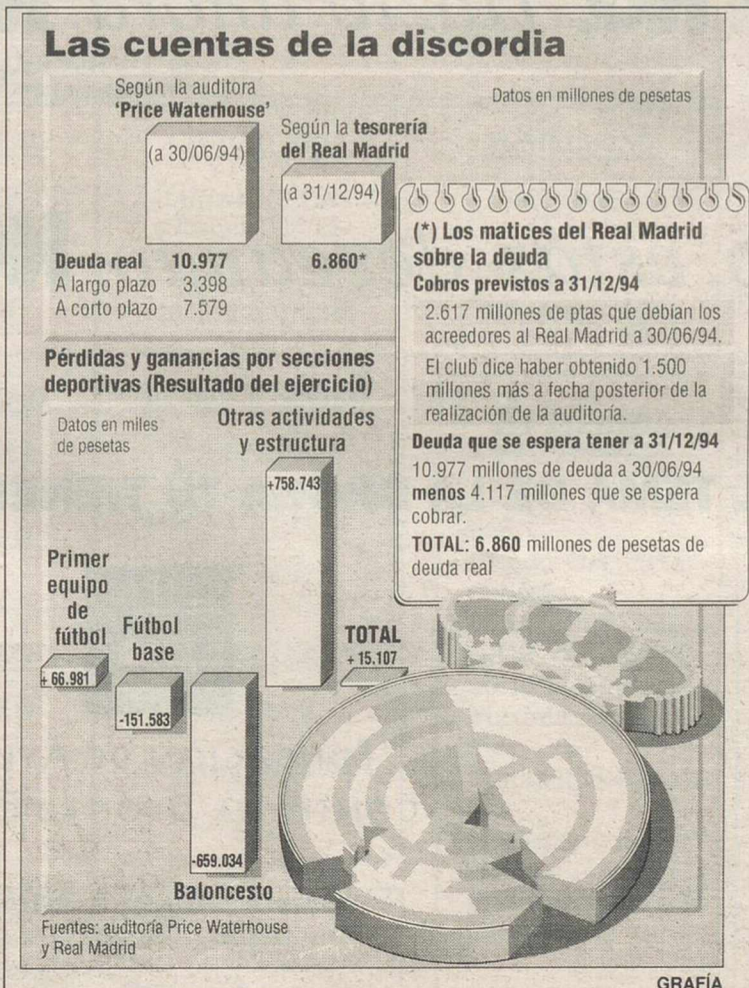 Las cuentas de la discordia
Según la auditora
'Price Waterhouse'
(a 30/06/94)
Según la tesorería
del Real Madrid
(a 31/12/94)
Datos en millones de pesetas
Deuda real 10.977 6.860*
A largo plazo 3.398
A corto plazo 7.579
(*) Los matices del Real Madrid
sobre la deuda
Cobros previstos a 31/12/94
2.617 millones de ptas que debían los
acreedores al Real Madrid a 30/06/94.
El club dice haber obtenido 1.500
millones más a fecha posterior de la
realización de la auditoría.
Deuda que se espera tener a 31/12/94
10.977 millones de deuda a 30/06/94
menos 4.117 millones que se espera
cobrar.
TOTAL: 6.860 millones de pesetas de
deuda real
Pérdidas y ganancias por secciones
deportivas (Resultado del ejercicio)
Datos en miles
de pesetas
Primer
equipo
de
fútbol
+ 66.981
Fútbol
base
-151.583
-659.034
Baloncesto
Otras actividades
y estructura
+758.743
TOTAL
+ 15.107
Fuentes: auditoría Price Waterhouse
y Real Madrid
GRAFÍA